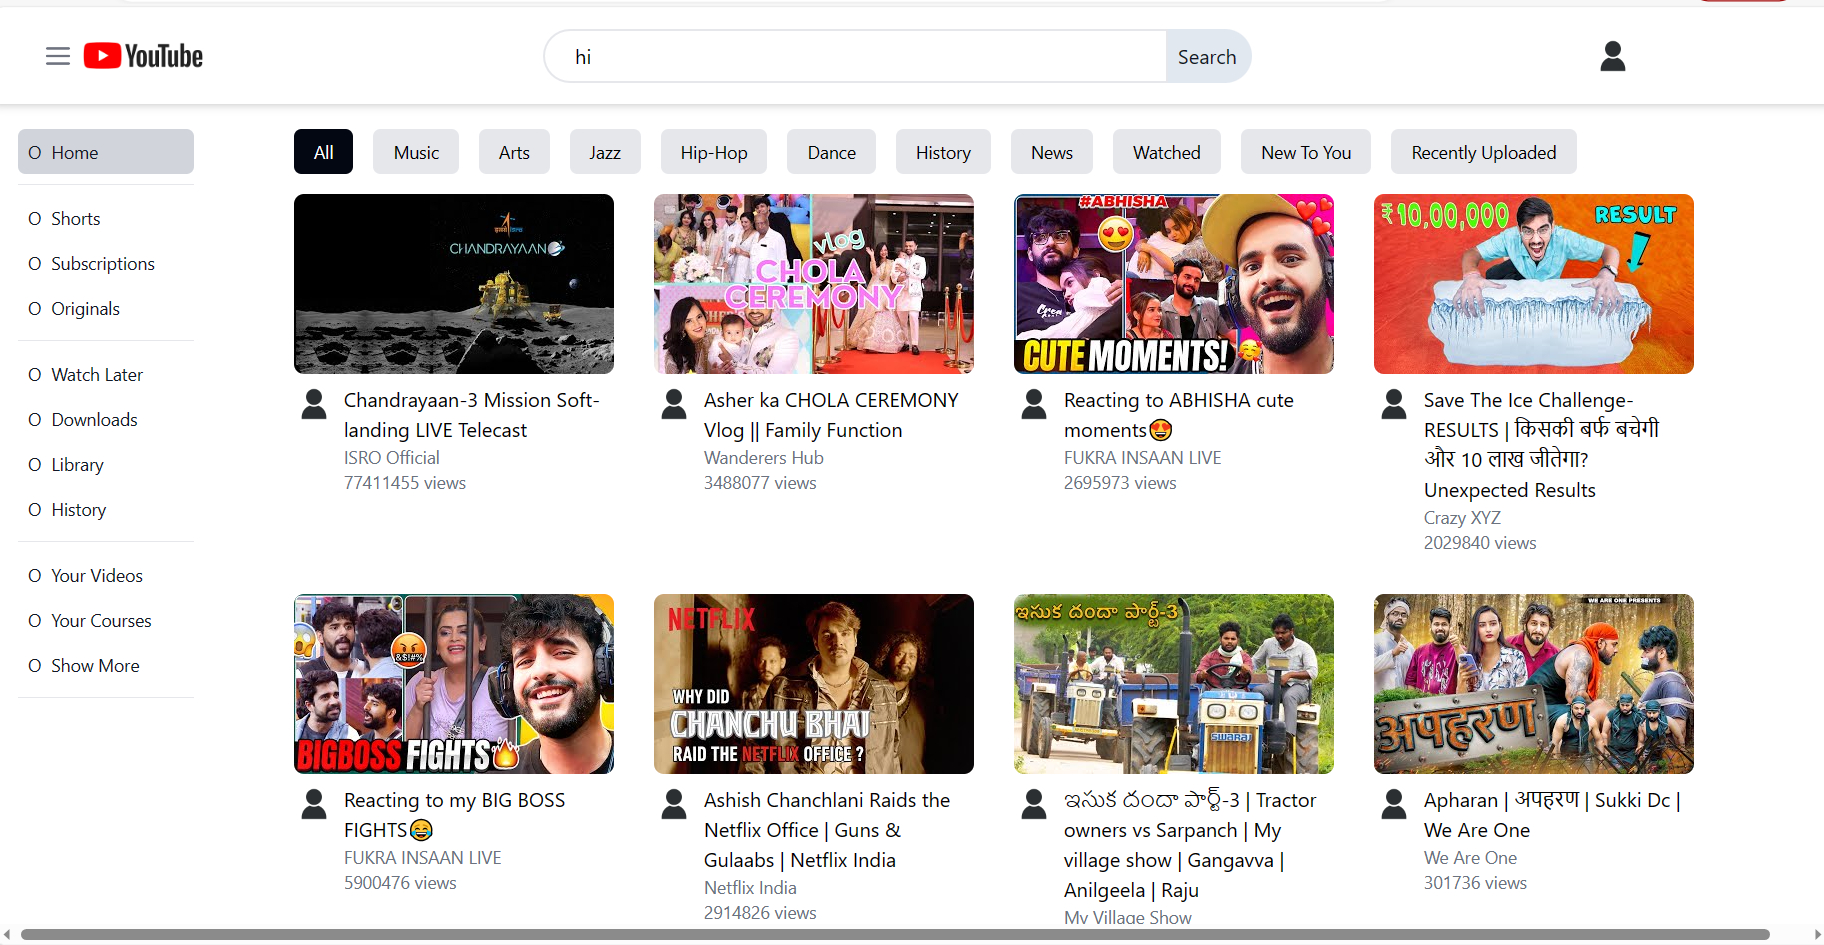 YouTube
hi
Search
O Home
O Shorts
O Subscriptions
O Originals
O Watch Later
O Downloads
O Library
O History
O Your Videos
O Your Courses
O Show More
All
Music
Arts
Jazz
Hip-Hop
Dance
History
News
Watched
New To You
Recently Uploaded
CHANDRAYAAN
Chandrayaan-3 Mission Soft-
landing LIVE Telecast
ISRO Official
77411455 views
vlog
CHOLA
CEREMONY
Asher ka CHOLA CEREMONY
Vlog || Family Function
Wanderers Hub
3488077 views
#ABHISHA
CUTE MOMENTS!
Reacting to ABHISHA cute
moments😍
FUKRA INSAAN LIVE
2695973 views
₹10,00,000
RESULT
Save The Ice Challenge-
RESULTS | किसकी बर्फ बचेगी
और 10 लाख जीतेगा?
Unexpected Results
Crazy XYZ
2029840 views
&$!#%
BIGBOSS FIGHTS
Reacting to my BIG BOSS
FIGHTS😂
FUKRA INSAAN LIVE
5900476 views
NETFLIX
WHY DID
CHANCHU BHAI
RAID THE NETFLIX OFFICE ?
Ashish Chanchlani Raids the
Netflix Office | Guns &
Gulaabs | Netflix India
Netflix India
2914826 views
ఇసుక దందా పార్ట్-3
SWARAJ
ఇసుక దందా పార్ట్-3 | Tractor
owners vs Sarpanch | My
village show | Gangavva |
Anilgeela | Raju
My Village Show
WE ARE ONE PRESENTS
अपहरण
Apharan | अपहरण | Sukki Dc |
We Are One
We Are One
301736 views